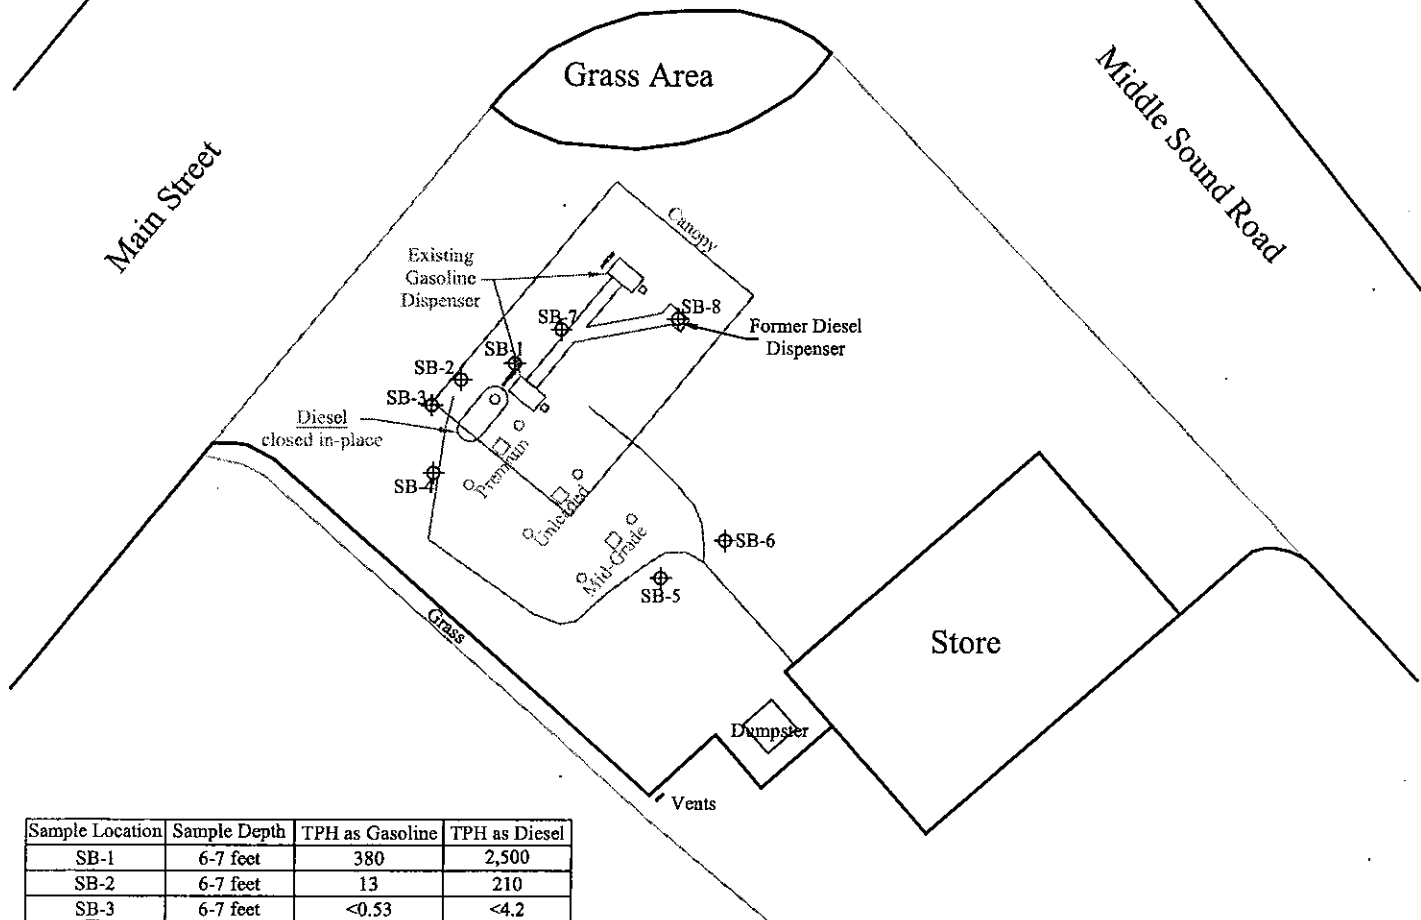 Grass Area
Main Street
Middle Sound Road
Canopy
Existing
Gasoline
Dispenser
SB-8
SB-7
Former Diesel
Dispenser
SB-1
SB-2
SB-3
Diesel
closed in-place
Premium
SB-4
Unleaded
Mid-Grade
SB-6
SB-5
Grass
Store
Dumpster
Vents
Sample Location Sample Depth TPH as Gasoline TPH as Diesel
SB-1 6-7 feet 380 2,500
SB-2 6-7 feet 13 210
SB-3 6-7 feet <0.53 <4.2